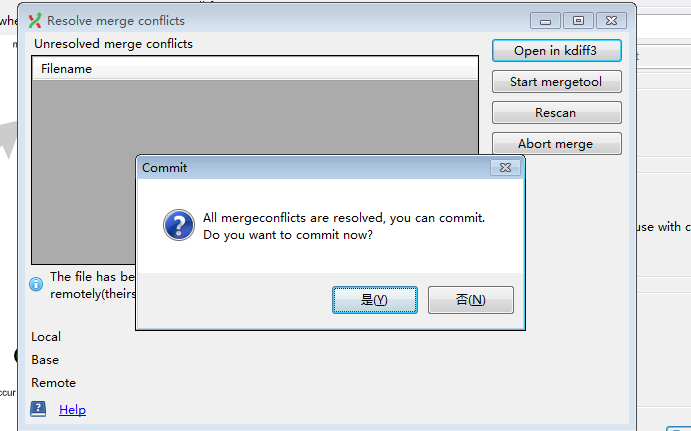 whe
Resolve merge conflicts
Unresolved merge conflicts
Filename
Open in kdiff3
Start mergetool
Rescan
Abort merge
Commit
All mergeconflicts are resolved, you can commit.
Do you want to commit now?
是(Y)
否(N)
The file has be
remotely(theirs
use with c
Local
Base
Remote
ccur
Help